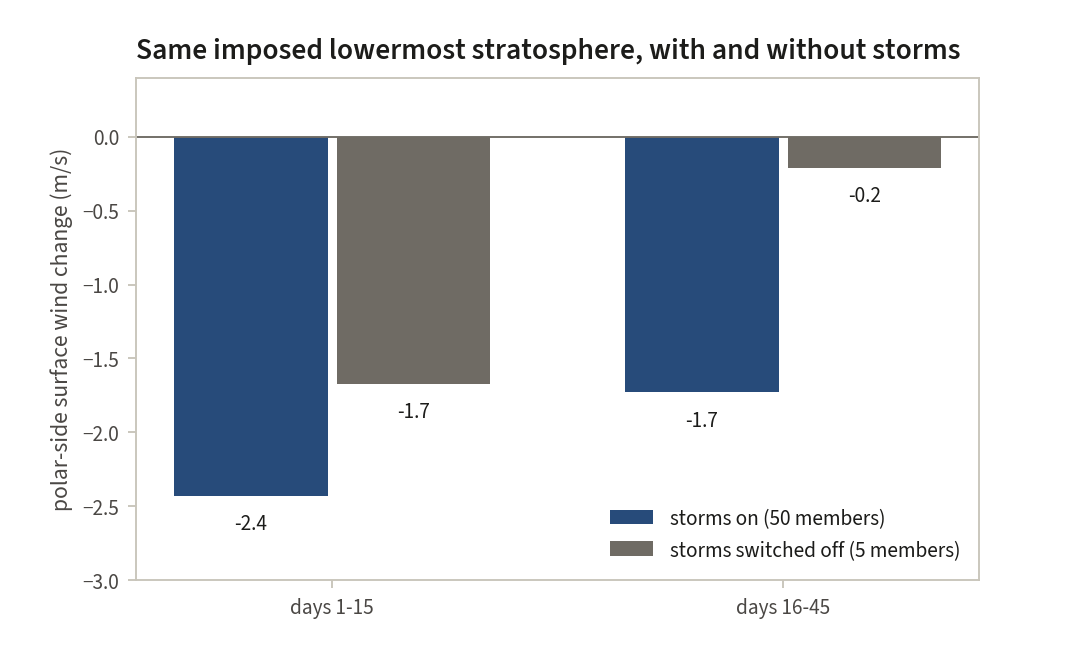 Same imposed lowermost stratosphere, with and without storms
polar-side surface wind change (m/s)
0.0
−0.5
−1.0
−1.5
−2.0
−2.5
−3.0
-2.4
-1.7
-1.7
-0.2
storms on (50 members)
storms switched off (5 members)
days 1-15
days 16-45